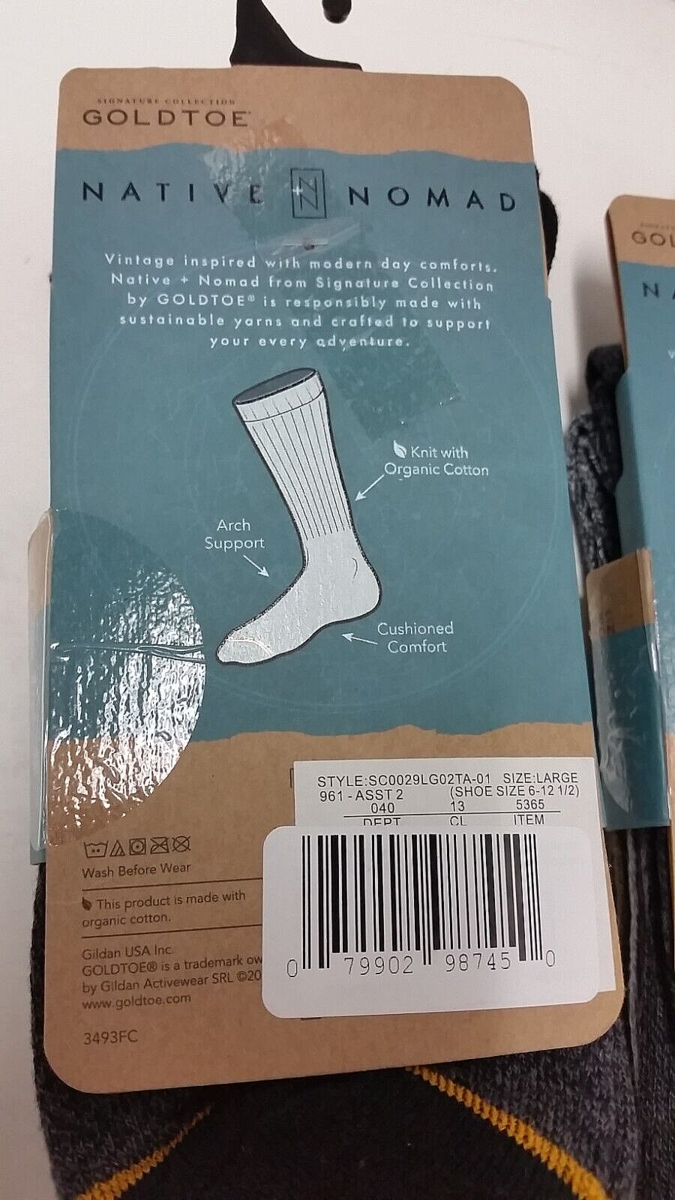 SIGNATURE COLLECTION
GOLDTOE
NATIVE + N NOMAD
Vintage inspired with modern day comforts.
Native + Nomad from Signature Collection
by GOLDTOE® is responsibly made with
sustainable yarns and crafted to support
your every adventure.
Knit with
Organic Cotton
Arch
Support
Cushioned
Comfort
STYLE:SC0029LG02TA-01 SIZE:LARGE
961 - ASST 2 (SHOE SIZE 6-12 1/2)
040 13 5365
DEPT CL ITEM
0 79902 98745 0
Wash Before Wear
This product is made with
organic cotton.
Gildan USA Inc.
GOLDTOE® is a trademark ow
by Gildan Activewear SRL ©20
www.goldtoe.com
3493FC
GOL
N